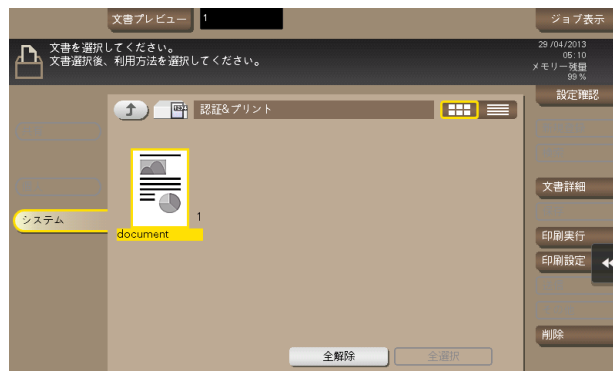 文書プレビュー
1
ジョブ表示
文書を選択してください。
文書選択後、利用方法を選択してください。
29/04/2013
05:10
メモリー残量
99%
設定確認
認証&プリント
文書詳細
システム
1
document
印刷実行
印刷設定
削除
全解除
全選択